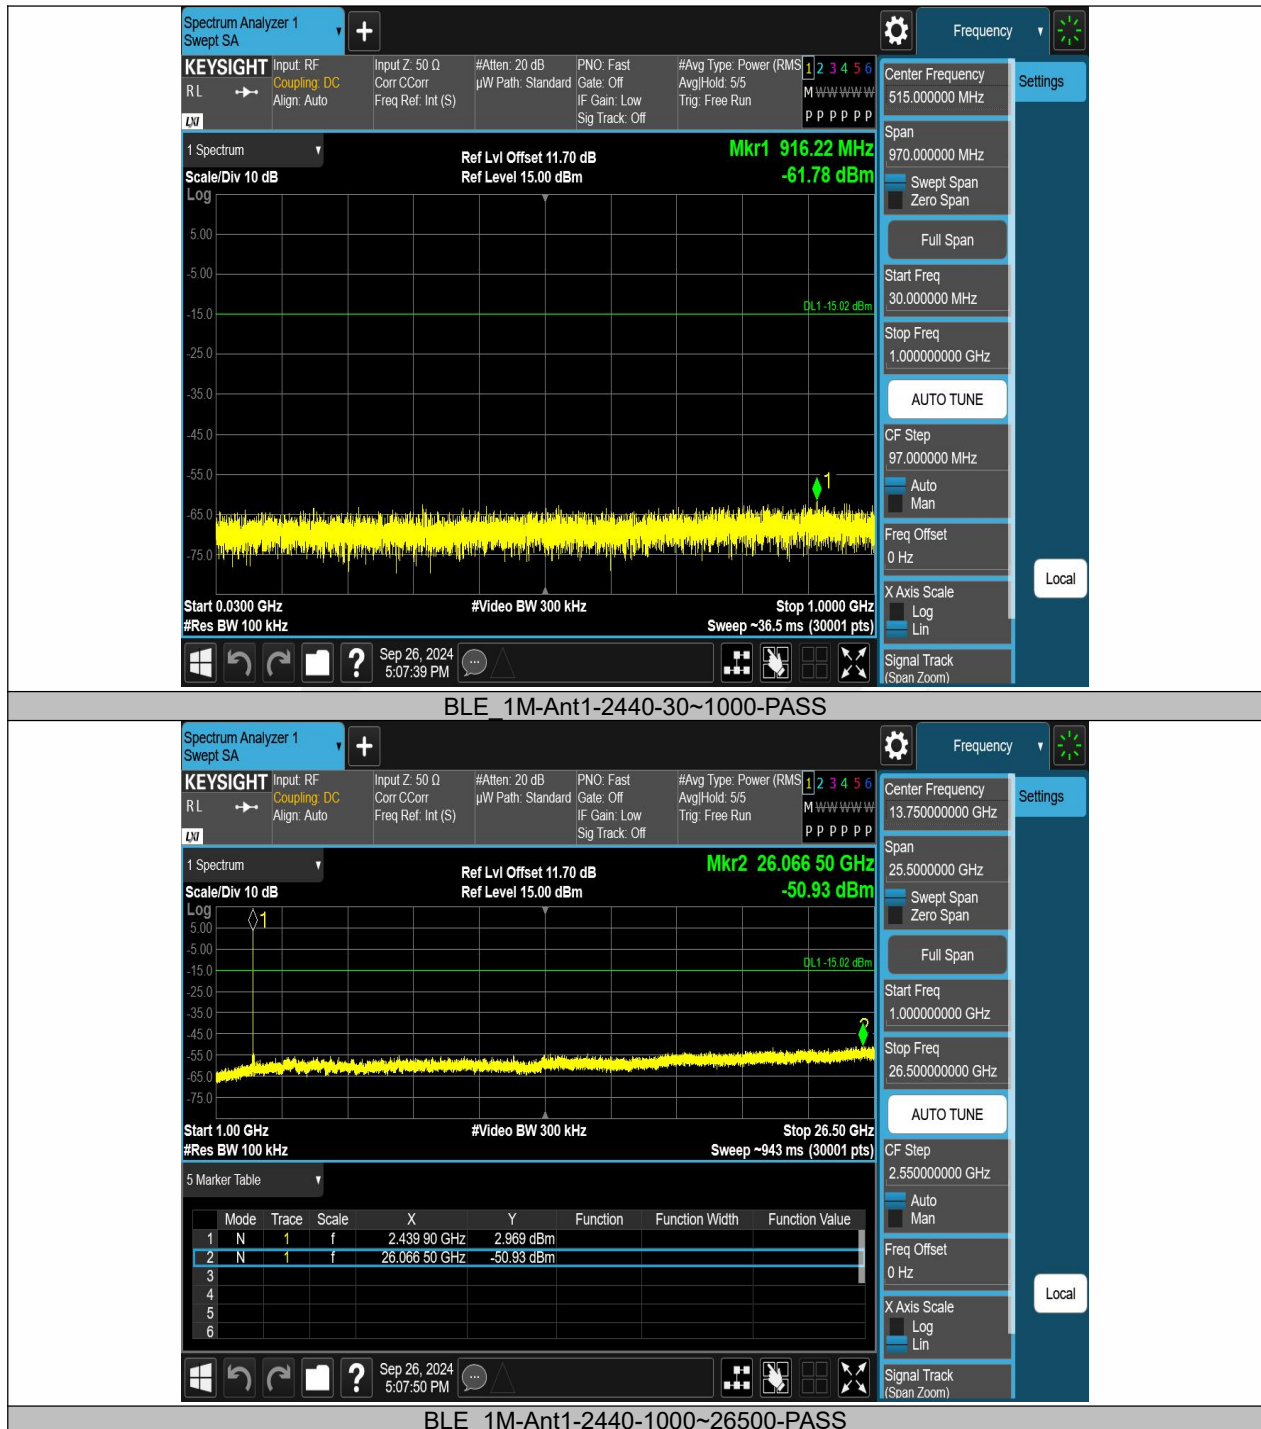 Spectrum Analyzer 1
Swept SA
Frequency
KEYSIGHT
R L
LXI
Input: RF
Coupling: DC
Align: Auto
Input Z: 50 Ω
Corr CCorr
Freq Ref: Int (S)
#Atten: 20 dB
µW Path: Standard
PNO: Fast
Gate: Off
IF Gain: Low
Sig Track: Off
#Avg Type: Power (RMS
Avg|Hold: 5/5
Trig: Free Run
1 2 3 4 5 6
M W W W W W
P P P P P P
1 Spectrum
Scale/Div 10 dB
Ref Lvl Offset 11.70 dB
Ref Level 15.00 dBm
Mkr1 916.22 MHz
-61.78 dBm
Log
5.00
-5.00
-15.0
-25.0
-35.0
-45.0
-55.0
-65.0
-75.0
DL1 -15.02 dBm
1
Start 0.0300 GHz
#Res BW 100 kHz
#Video BW 300 kHz
Stop 1.0000 GHz
Sweep ~36.5 ms (30001 pts)
Sep 26, 2024
5:07:39 PM
Center Frequency
515.000000 MHz
Span
970.000000 MHz
Swept Span
Zero Span
Full Span
Start Freq
30.000000 MHz
Stop Freq
1.000000000 GHz
AUTO TUNE
CF Step
97.000000 MHz
Auto
Man
Freq Offset
0 Hz
X Axis Scale
Log
Lin
Signal Track
(Span Zoom)
Settings
Local
BLE_1M-Ant1-2440-30~1000-PASS
Spectrum Analyzer 1
Swept SA
Frequency
KEYSIGHT
R L
LXI
Input: RF
Coupling: DC
Align: Auto
Input Z: 50 Ω
Corr CCorr
Freq Ref: Int (S)
#Atten: 20 dB
µW Path: Standard
PNO: Fast
Gate: Off
IF Gain: Low
Sig Track: Off
#Avg Type: Power (RMS
Avg|Hold: 5/5
Trig: Free Run
1 2 3 4 5 6
M W W W W W
P P P P P P
1 Spectrum
Scale/Div 10 dB
Ref Lvl Offset 11.70 dB
Ref Level 15.00 dBm
Mkr2 26.066 50 GHz
-50.93 dBm
Log
5.00
-5.00
-15.0
-25.0
-35.0
-45.0
-55.0
-65.0
-75.0
1
DL1 -15.02 dBm
2
Start 1.00 GHz
#Res BW 100 kHz
#Video BW 300 kHz
Stop 26.50 GHz
Sweep ~943 ms (30001 pts)
5 Marker Table
Mode Trace Scale X Y Function Function Width Function Value
1 N 1 f 2.439 90 GHz 2.969 dBm
2 N 1 f 26.066 50 GHz -50.93 dBm
3
4
5
6
Sep 26, 2024
5:07:50 PM
Center Frequency
13.750000000 GHz
Span
25.5000000 GHz
Swept Span
Zero Span
Full Span
Start Freq
1.000000000 GHz
Stop Freq
26.500000000 GHz
AUTO TUNE
CF Step
2.550000000 GHz
Auto
Man
Freq Offset
0 Hz
X Axis Scale
Log
Lin
Signal Track
(Span Zoom)
Settings
Local
BLE_1M-Ant1-2440-1000~26500-PASS